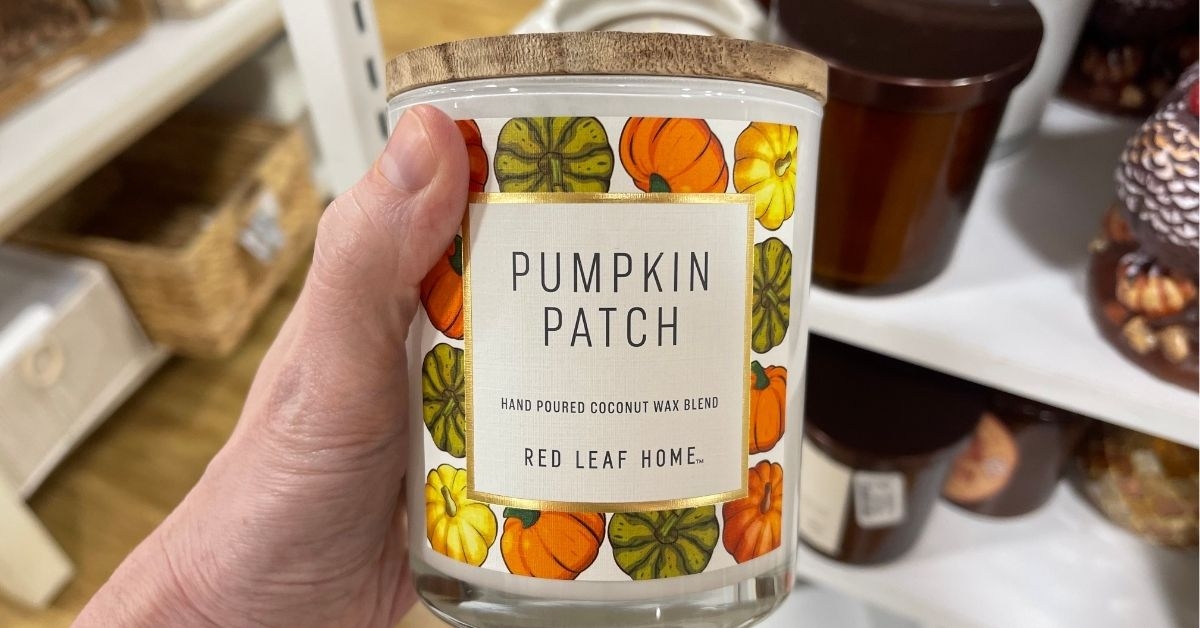 PUMPKIN
PATCH
HAND POURED COCONUT WAX BLEND
RED LEAF HOME™